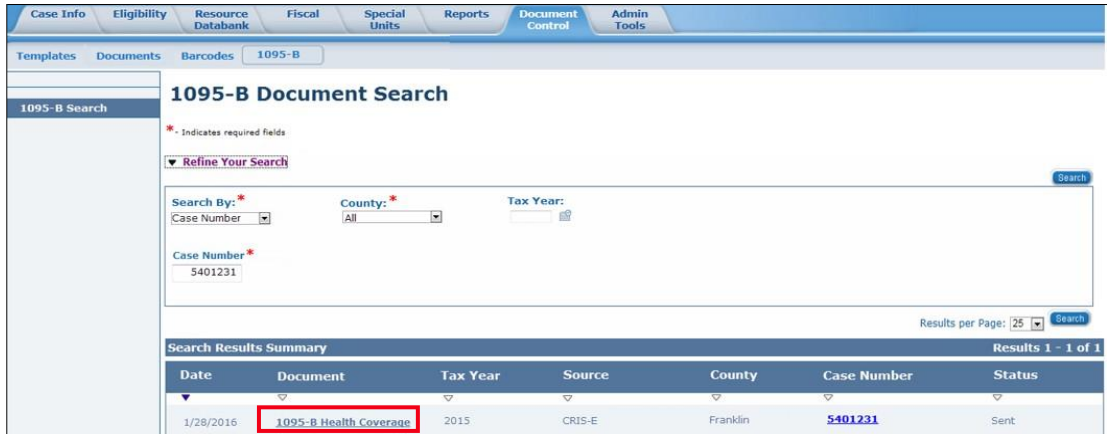 Case Info Eligibility Resource Databank Fiscal Special Units Reports Document Control Admin Tools
Templates Documents Barcodes 1095-B
1095-B Search
1095-B Document Search
*- Indicates required fields
Refine Your Search
Search
Search By:* County:* Tax Year:
Case Number All
Case Number*
5401231
Results per Page: 25 Search
Search Results Summary Results 1 - 1 of 1
Date Document Tax Year Source County Case Number Status
1/28/2016 1095-B Health Coverage 2015 CRIS-E Franklin 5401231 Sent